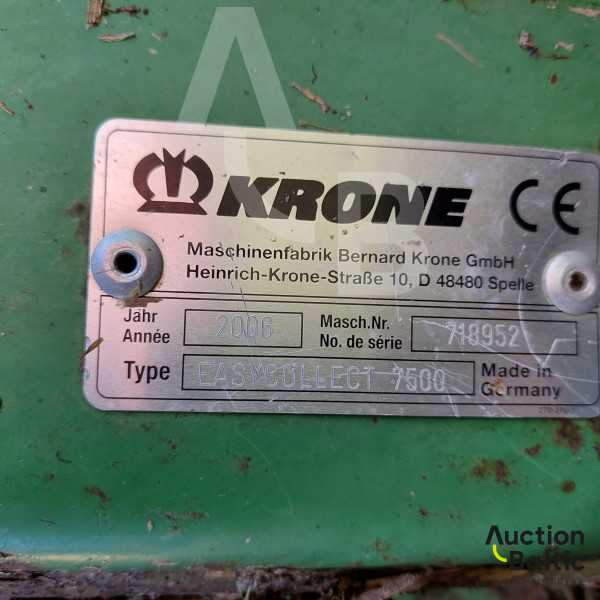 KRONE CE
Maschinenfabrik Bernard Krone GmbH
Heinrich-Krone-Straße 10, D 48480 Spelle
Jahr 2006 Masch.Nr. 718952
Année No. de série
Type EASYCOLLECT 7500 Made in
Germany
Auction
Baltic